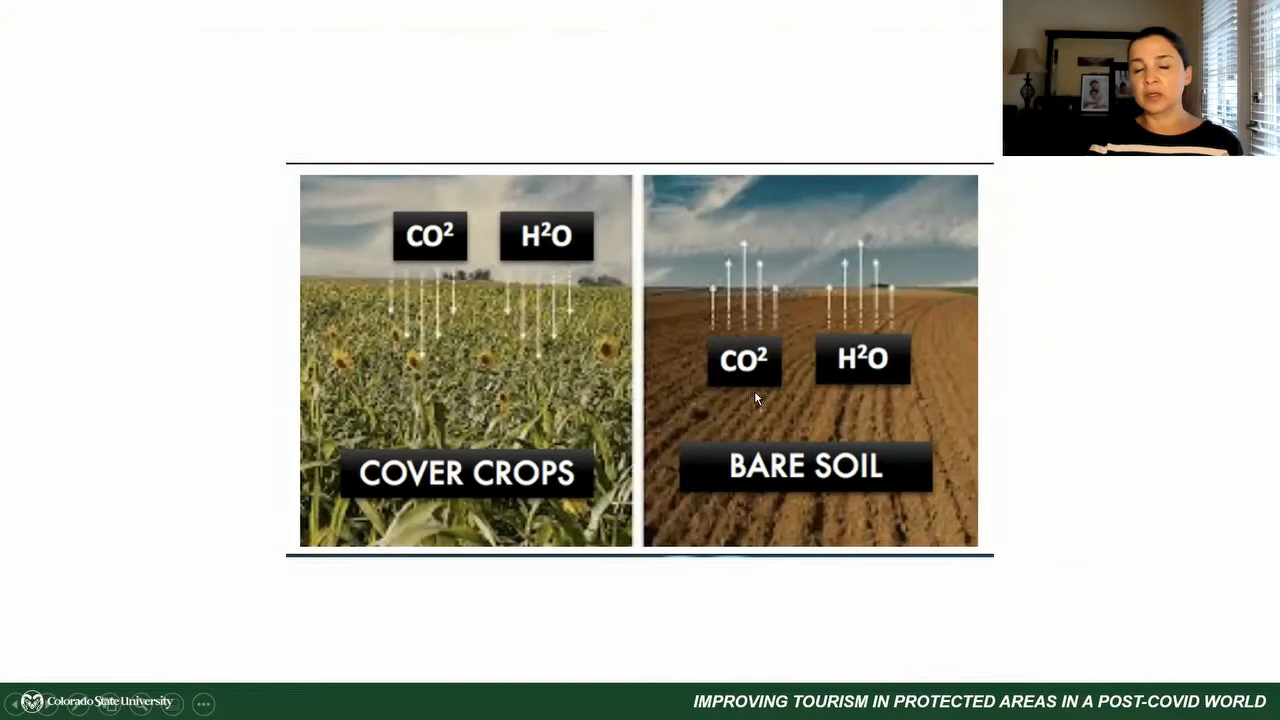 CO²
H²O
COVER CROPS
CO²
H²O
BARE SOIL
Colorado State University
IMPROVING TOURISM IN PROTECTED AREAS IN A POST-COVID WORLD